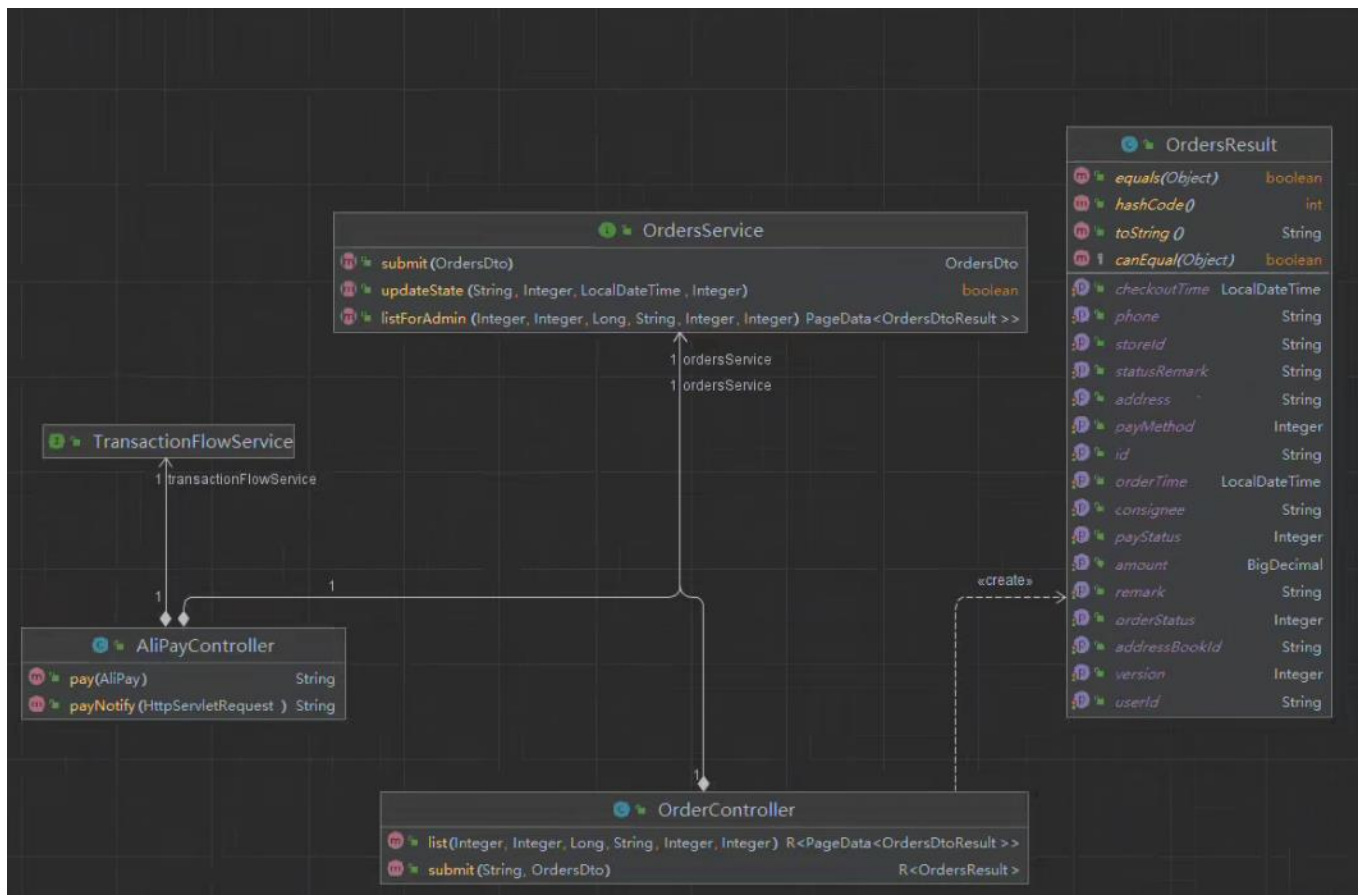 OrdersResult
equals(Object) boolean
hashCode() int
toString () String
canEqual(Object) boolean
checkoutTime LocalDateTime
phone String
storeId String
statusRemark String
address String
payMethod Integer
id String
orderTime LocalDateTime
consignee String
payStatus Integer
amount BigDecimal
remark String
orderStatus Integer
addressBookId String
version Integer
userId String
OrdersService
submit(OrdersDto) OrdersDto
updateState (String, Integer, LocalDateTime , Integer) boolean
listForAdmin (Integer, Integer, Long, String, Integer, Integer) PageData<OrdersDtoResult >>
1 ordersService
1 ordersService
TransactionFlowService
1 transactionFlowService
1
1
AliPayController
pay(AliPay) String
payNotify (HttpServletRequest ) String
«create»
1
OrderController
list(Integer, Integer, Long, String, Integer, Integer) R<PageData<OrdersDtoResult >>
submit(String, OrdersDto) R<OrdersResult >